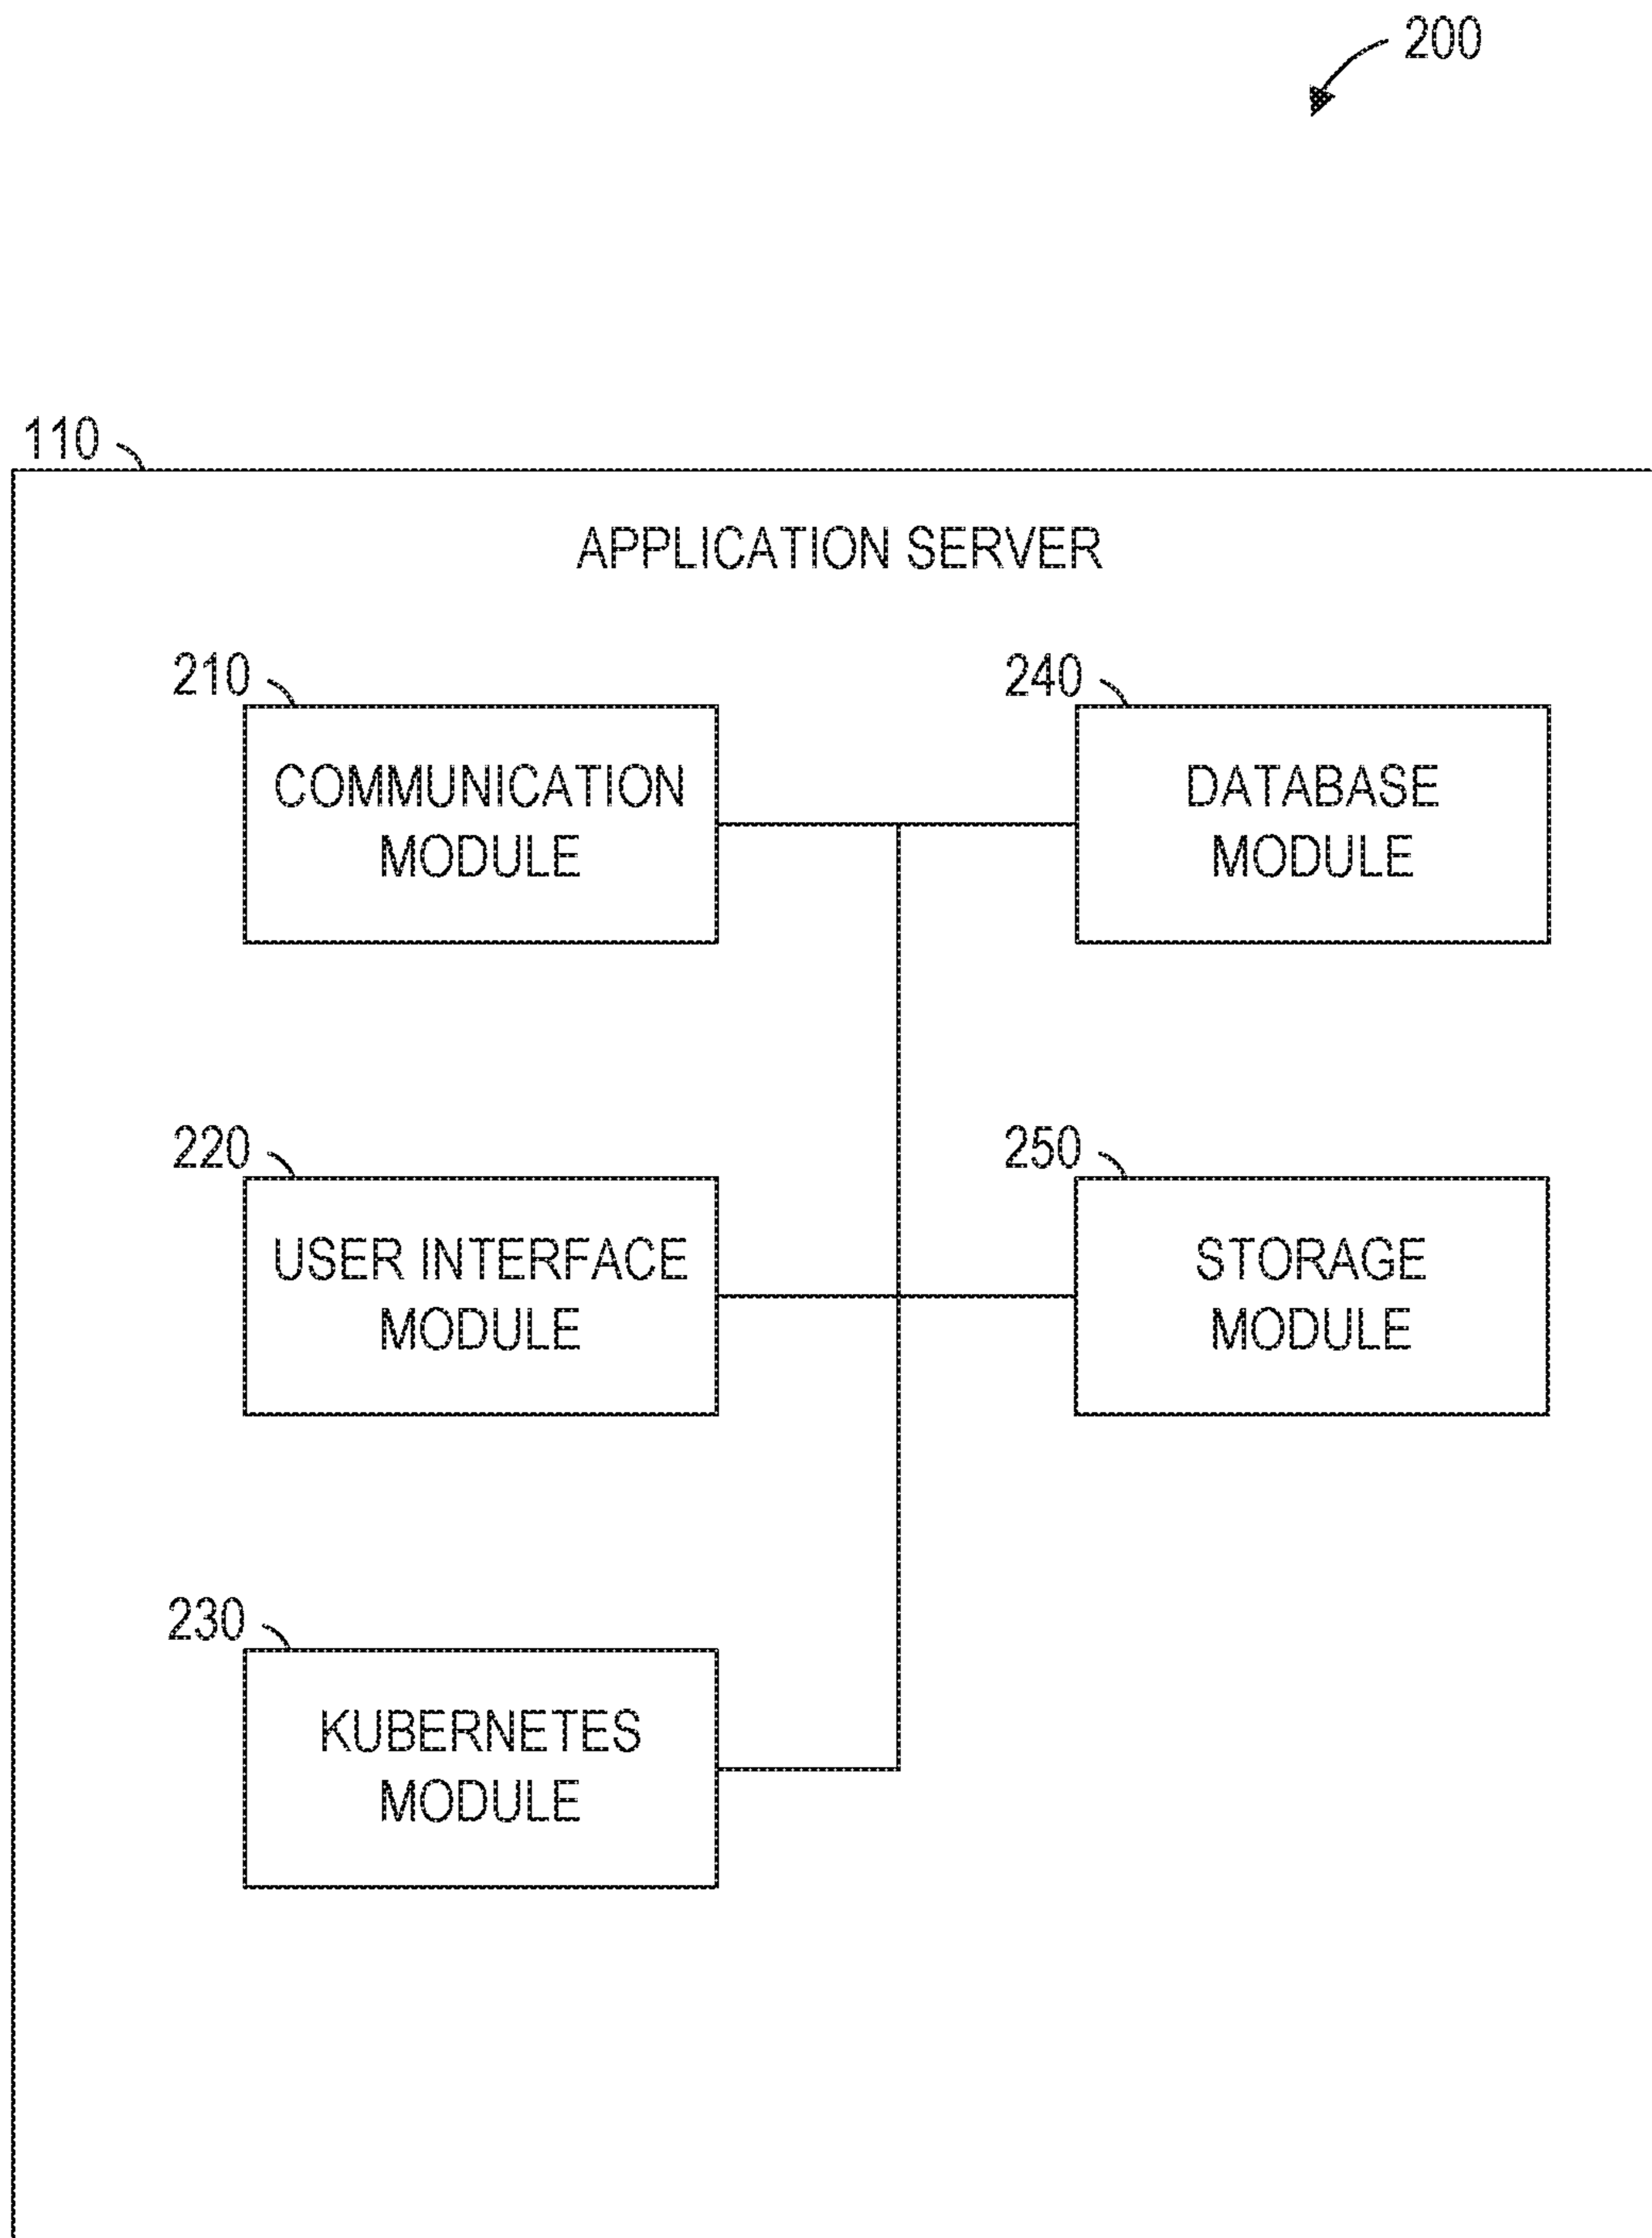 200
110
APPLICATION SERVER
210
COMMUNICATION
MODULE
240
DATABASE
MODULE
220
USER INTERFACE
MODULE
250
STORAGE
MODULE
230
KUBERNETES
MODULE